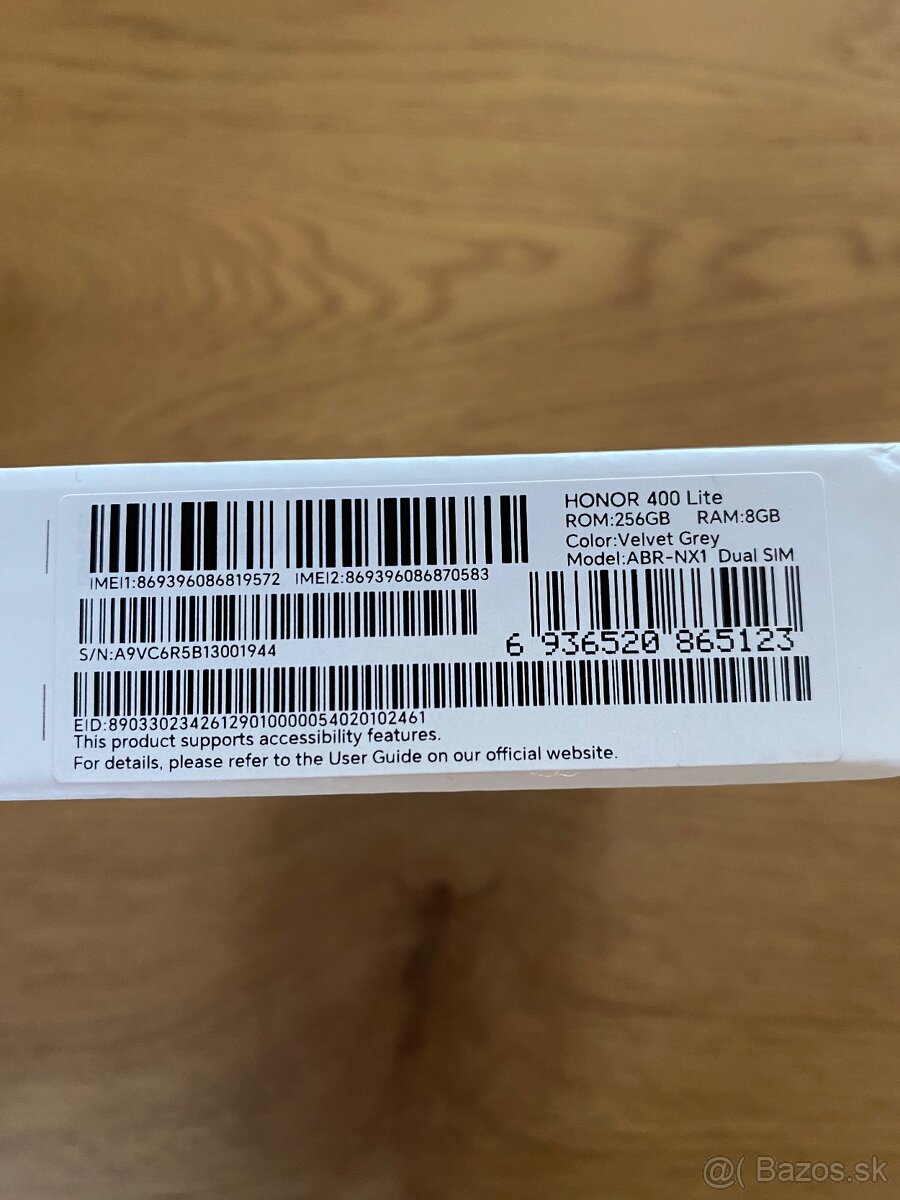 HONOR 400 Lite
ROM:256GB RAM:8GB
Color:Velvet Grey
Model:ABR-NX1 Dual SIM
IMEI1:869396086819572 IMEI2:869396086870583
S/N:A9VC6R5B13001944
6 936520 865123
EID:89033023426129010000054020102461
This product supports accessibility features.
For details, please refer to the User Guide on our official website.
@( Bazos.sk